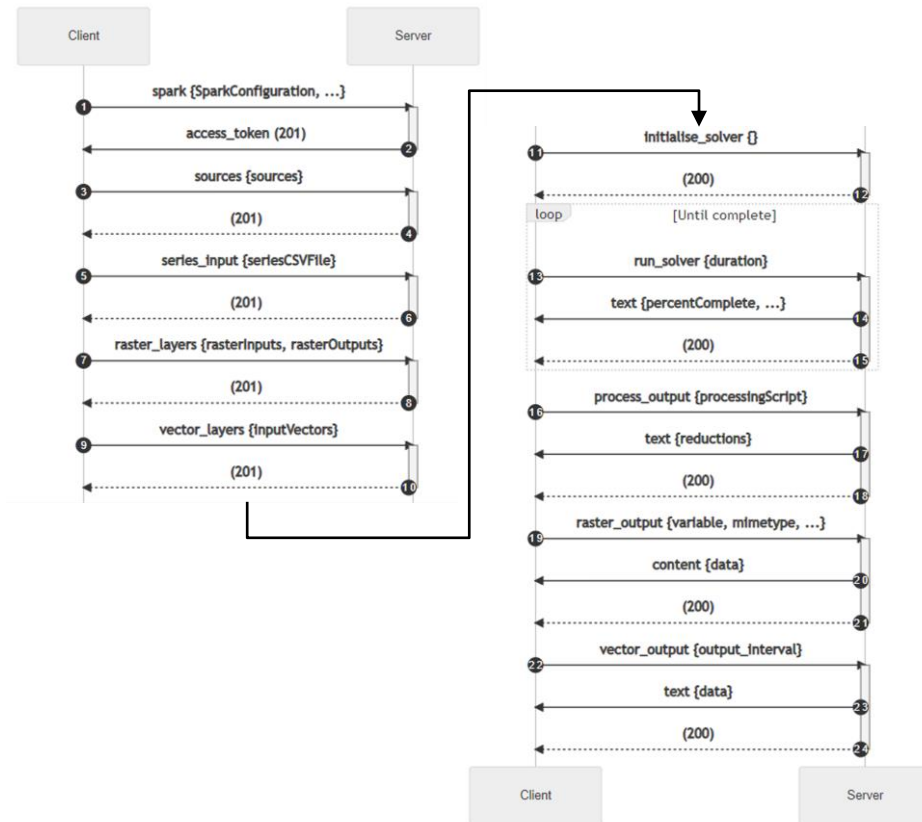 Client
Server
spark {SparkConfiguration, ...}
1
access_token (201)
2
sources {sources}
3
(201)
4
series_input {seriesCSVFile}
5
(201)
6
raster_layers {rasterInputs, rasterOutputs}
7
(201)
8
vector_layers {inputVectors}
9
(201)
10
initialise_solver {}
11
(200)
12
loop
[Until complete]
run_solver {duration}
13
text {percentComplete, ...}
14
(200)
15
process_output {processingScript}
16
text {reductions}
17
(200)
18
raster_output {variable, mimetype, ...}
19
content {data}
20
(200)
21
vector_output {output_interval}
22
text {data}
23
(200)
24
Client
Server